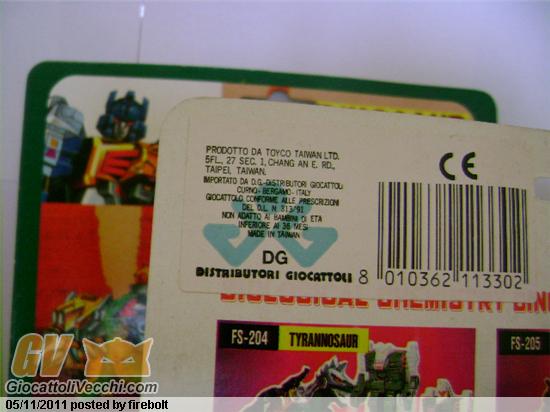 PRODOTTO DA TOYCO TAIWAN LTD.
5FL., 27 SEC. 1, CHANG AN E. RD.,
TAIPEI, TAIWAN.
IMPORTATO DA D.G.-DISTRIBUTORI GIOCATTOLI
CURNO-BERGAMO-ITALY
GIOCATTOLO CONFORME ALLE PRESCRIZIONI
DEL D.L. N. 313/91
NON ADATTO AI BAMBINI DI ETA
INFERIORE AI 36 MESI
MADE IN TAIWAN
DG
DISTRIBUTORI GIOCATTOLI
CE
8 010362 113302
BIOLOGICAL CHEMISTRY
FS-204 TYRANNOSAUR
FS-205
GV
GiocattoliVecchi.com
05/11/2011 posted by firebolt